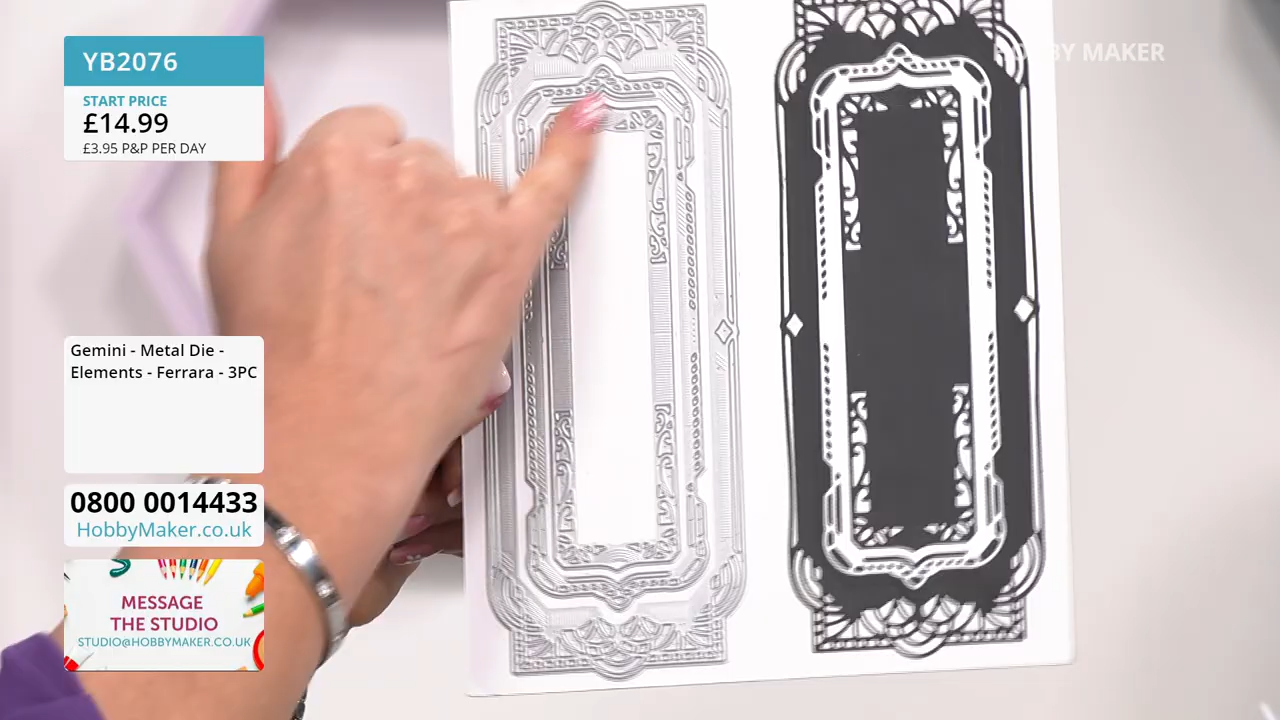 YB2076
START PRICE
£14.99
£3.95 P&P PER DAY
Gemini - Metal Die -
Elements - Ferrara - 3PC
0800 0014433
HobbyMaker.co.uk
MESSAGE
THE STUDIO
STUDIO@HOBBYMAKER.CO.UK
HOBBY MAKER